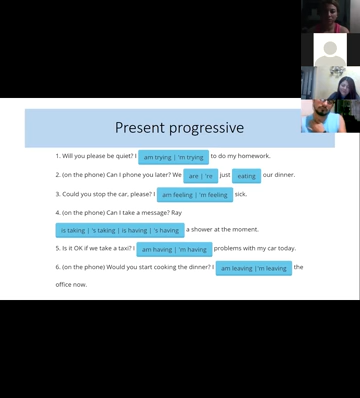 Present progressive
1. Will you please be quiet? I am trying | 'm trying to do my homework.
2. (on the phone) Can I phone you later? We are | 're just eating our dinner.
3. Could you stop the car, please? I am feeling | 'm feeling sick.
4. (on the phone) Can I take a message? Ray
is taking | 's taking | is having | 's having a shower at the moment.
5. Is it OK if we take a taxi? I am having | 'm having problems with my car today.
6. (on the phone) Would you start cooking the dinner? I am leaving |'m leaving the
office now.